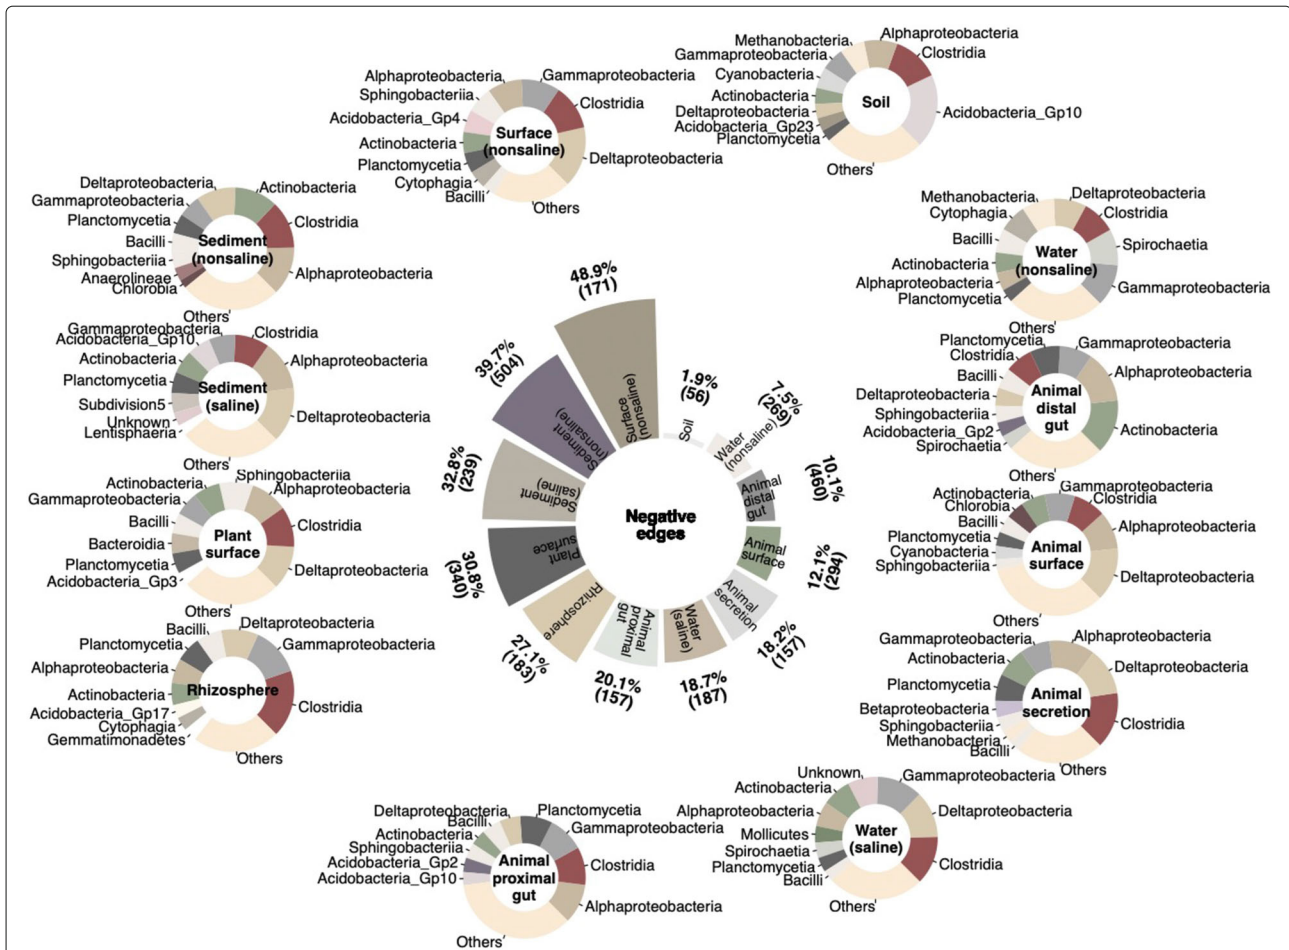 Methanobacteria
Alphaproteobacteria
Gammaproteobacteria
Clostridia
Cyanobacteria
Actinobacteria
Acidobacteria_Gp10
Deltaproteobacteria
Acidobacteria_Gp23
Planctomycetia
Others
Soil
Alphaproteobacteria
Gammaproteobacteria
Sphingobacteriia
Clostridia
Acidobacteria_Gp4
Actinobacteria
Deltaproteobacteria
Planctomycetia
Cytophagia
Bacilli
Others
Surface
(nonsaline)
Deltaproteobacteria
Actinobacteria
Gammaproteobacteria
Planctomycetia
Clostridia
Bacilli
Sphingobacteriia
Alphaproteobacteria
Anaerolineae
Chlorobia
Others
Sediment
(nonsaline)
Methanobacteria
Deltaproteobacteria
Cytophagia
Clostridia
Bacilli
Spirochaetia
Actinobacteria
Alphaproteobacteria
Gammaproteobacteria
Planctomycetia
Others
Water
(nonsaline)
Gammaproteobacteria
Clostridia
Acidobacteria_Gp10
Actinobacteria
Alphaproteobacteria
Planctomycetia
Subdivision5
Deltaproteobacteria
Unknown
Lentisphaeria
Others
Sediment
(saline)
Planctomycetia
Gammaproteobacteria
Clostridia
Bacilli
Alphaproteobacteria
Deltaproteobacteria
Sphingobacteriia
Acidobacteria_Gp2
Actinobacteria
Spirochaetia
Others
Animal
distal
gut
Actinobacteria
Sphingobacteriia
Gammaproteobacteria
Alphaproteobacteria
Bacilli
Clostridia
Bacteroidia
Planctomycetia
Deltaproteobacteria
Acidobacteria_Gp3
Others
Plant
surface
Actinobacteria
Gammaproteobacteria
Chlorobia
Clostridia
Bacilli
Alphaproteobacteria
Planctomycetia
Cyanobacteria
Sphingobacteriia
Deltaproteobacteria
Others
Animal
surface
Bacilli
Deltaproteobacteria
Planctomycetia
Gammaproteobacteria
Alphaproteobacteria
Actinobacteria
Clostridia
Acidobacteria_Gp17
Cytophagia
Gemmatimonadetes
Others
Rhizosphere
Gammaproteobacteria
Alphaproteobacteria
Actinobacteria
Deltaproteobacteria
Planctomycetia
Betaproteobacteria
Clostridia
Sphingobacteriia
Methanobacteria
Bacilli
Others
Animal
secretion
Deltaproteobacteria
Planctomycetia
Bacilli
Gammaproteobacteria
Actinobacteria
Sphingobacteriia
Clostridia
Acidobacteria_Gp2
Acidobacteria_Gp10
Alphaproteobacteria
Others
Animal
proximal
gut
Unknown
Gammaproteobacteria
Actinobacteria
Alphaproteobacteria
Deltaproteobacteria
Mollicutes
Spirochaetia
Planctomycetia
Clostridia
Bacilli
Others
Water
(saline)
Negative
edges
48.9%
(171)
Surface
(nonsaline)
1.9%
(56)
Soil
7.5%
(269)
Water
(nonsaline)
10.1%
(460)
Animal
distal
gut
12.1%
(294)
Animal
surface
18.2%
(157)
Animal
secretion
18.7%
(187)
Water
(saline)
20.1%
(157)
Animal
proximal
gut
27.1%
(183)
Rhizosphere
30.8%
(340)
Plant
surface
32.8%
(239)
Sediment
(saline)
39.7%
(504)
Sediment
(nonsaline)